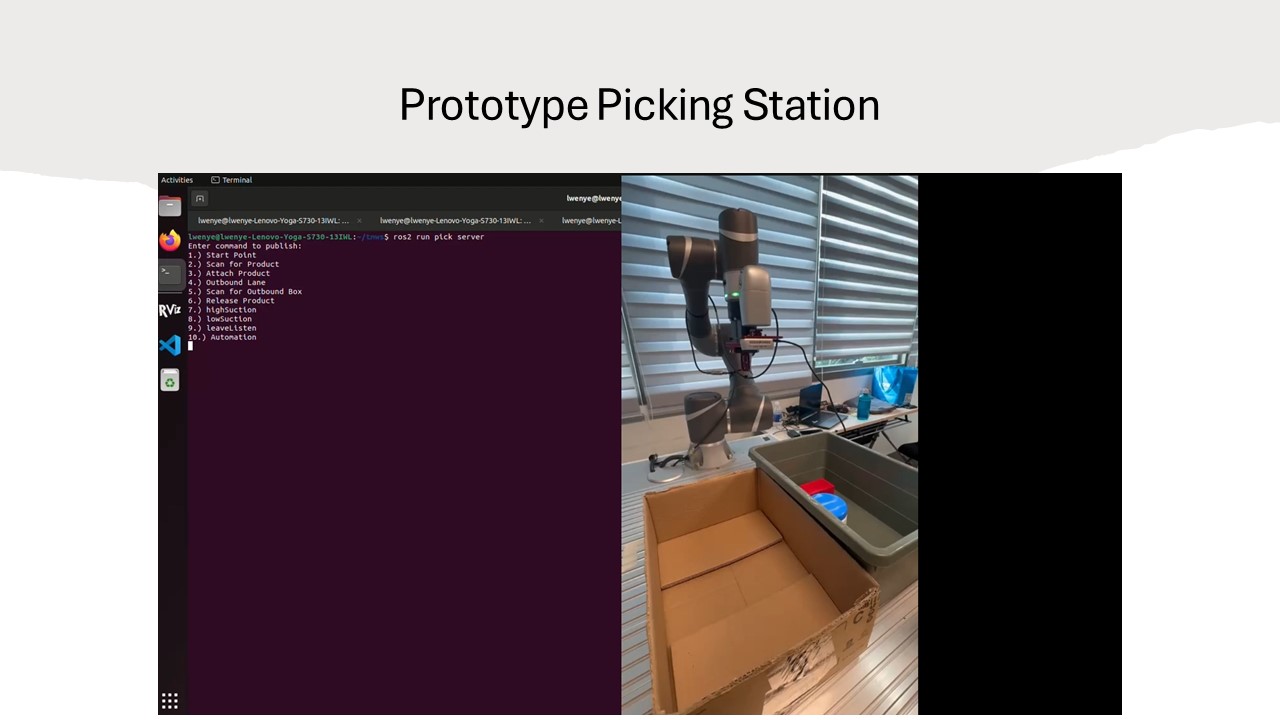 Prototype Picking Station
Activities
Terminal
lwenye@lwenye
lwenye@lwenye-Lenovo-Yoga-S730-13IWL: ... ×
lwenye@lwenye-Lenovo-Yoga-S730-13IWL: ... ×
lwenye@lwenye-L
lwenye@lwenye-Lenovo-Yoga-S730-13IWL:~/tmws$ ros2 run pick server
Enter command to publish:
1.) Start Point
2.) Scan for Product
3.) Attach Product
4.) Outbound Lane
5.) Scan for Outbound Box
6.) Release Product
7.) highSuction
8.) lowSuction
9.) leaveListen
10.) Automation
RViz